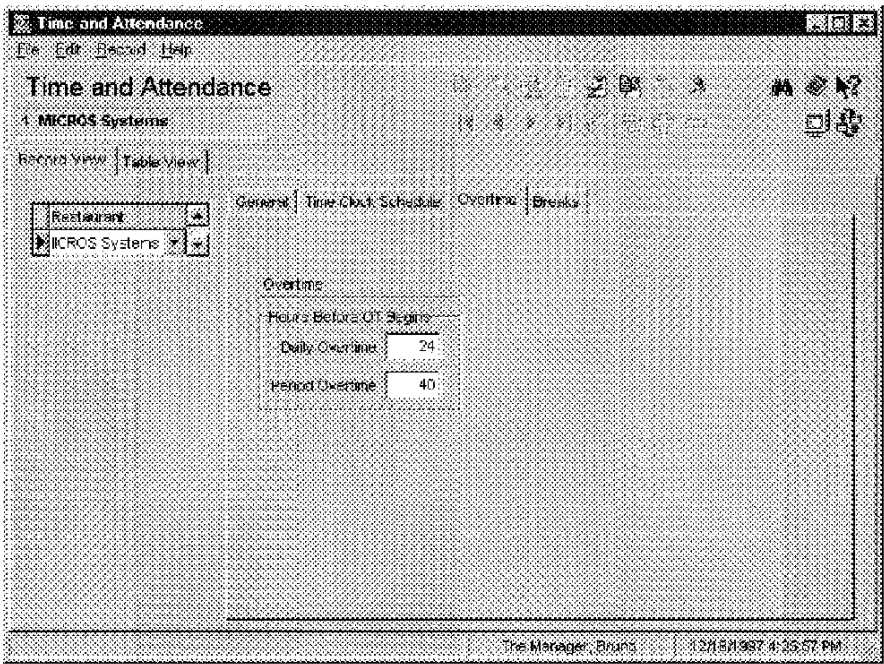 Time and Attendance
File Edit Record Help
Time and Attendance
1 MICROS Systems
Record View Table View
General Time Clock Schedule Overtime Breaks
Restaurant
IICROS Systems
Overtime
Hours Before OT Begins
Daily Overtime 24
Period Overtime 40
The Manager, Bruno 12/18/1997 4:25:57 PM